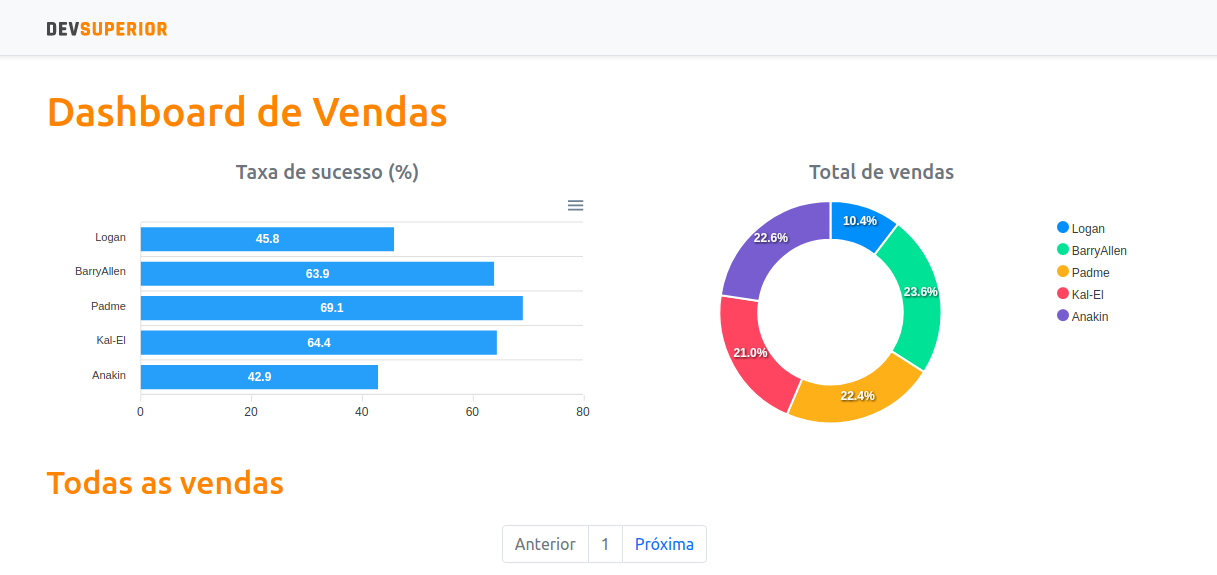 DEVSUPERIOR
Dashboard de Vendas
Taxa de sucesso (%)
Logan 45.8
BarryAllen 63.9
Padme 69.1
Kal-El 64.4
Anakin 42.9
0 20 40 60 80
Total de vendas
10.4%
23.6%
22.4%
21.0%
22.6%
Logan
BarryAllen
Padme
Kal-El
Anakin
Todas as vendas
Anterior 1 Próxima